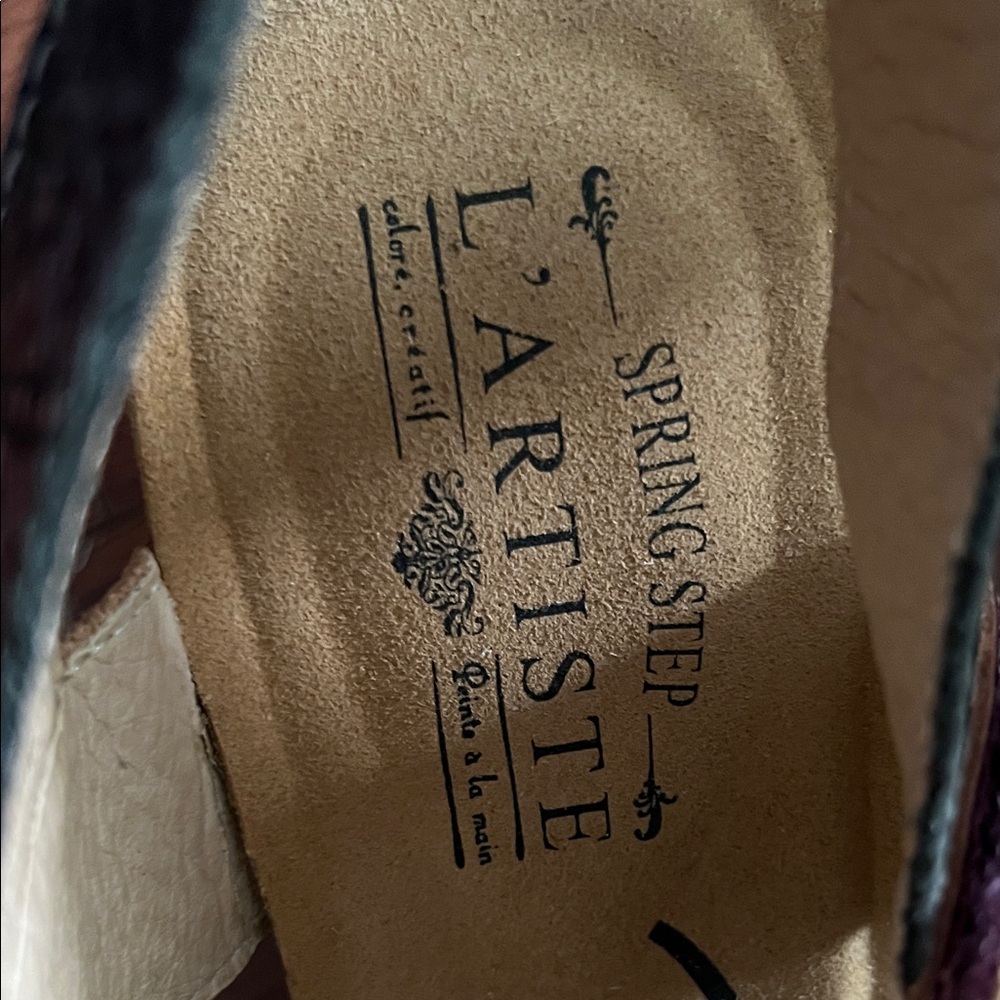 SPRING STEP
L'ARTISTE
coloré, créatif
Peinte à la main